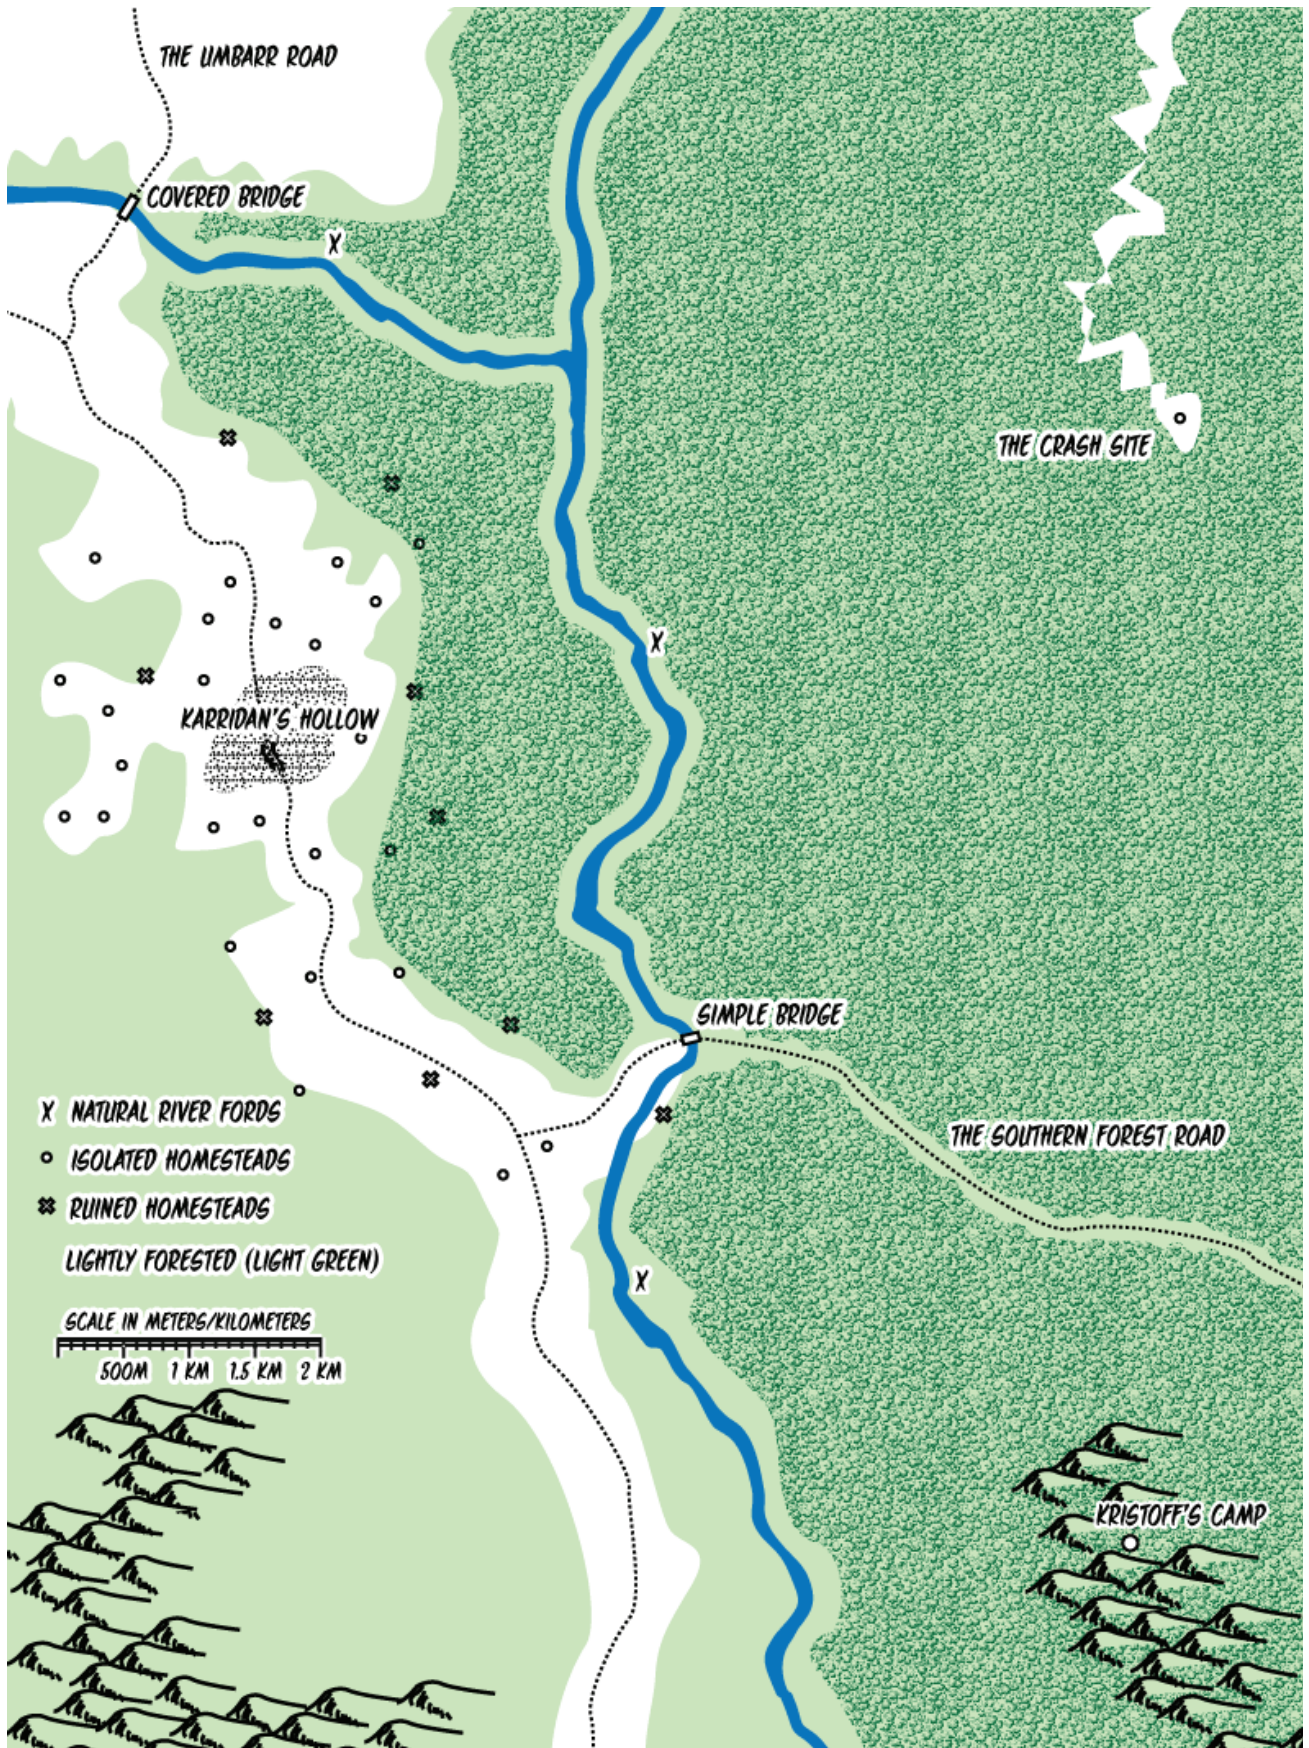 THE UMBARR ROAD
COVERED BRIDGE
X
THE CRASH SITE
X
KARRIDAN'S HOLLOW
SIMPLE BRIDGE
X NATURAL RIVER FORDS
THE SOUTHERN FOREST ROAD
ISOLATED HOMESTEADS
RUINED HOMESTEADS
LIGHTLY FORESTED (LIGHT GREEN)
X
SCALE IN METERS/KILOMETERS
500M 1 KM 1.5 KM 2 KM
KRISTOFF'S CAMP